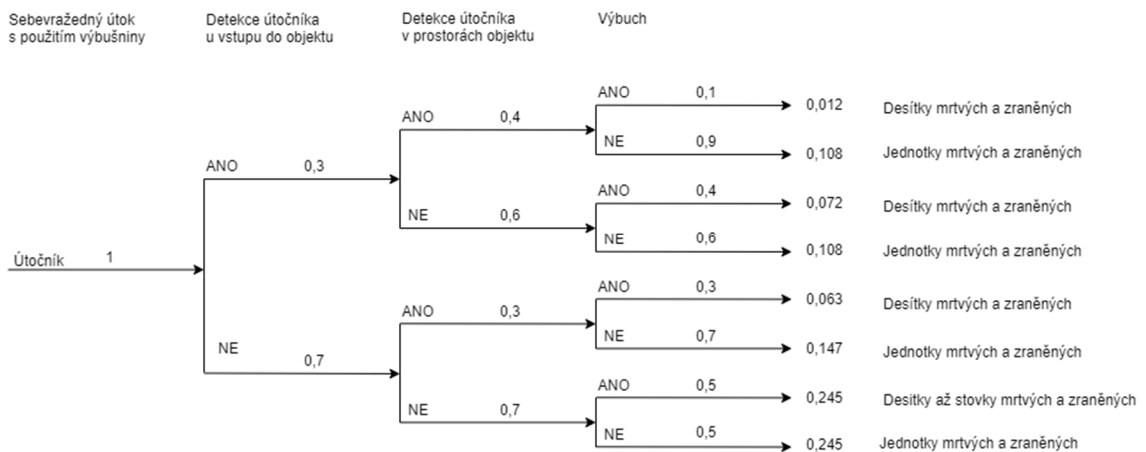 Sebevražedný útok
s použitím výbušniny
Detekce útočníka
u vstupu do objektu
Detekce útočníka
v prostorách objektu
Výbuch
ANO 0,1 0,012 Desítky mrtvých a zraněných
ANO 0,4
NE 0,9 0,108 Jednotky mrtvých a zraněných
ANO 0,3
ANO 0,4 0,072 Desítky mrtvých a zraněných
NE 0,6
NE 0,6 0,108 Jednotky mrtvých a zraněných
Útočník 1
ANO 0,3 0,063 Desítky mrtvých a zraněných
ANO 0,3
NE 0,7 0,147 Jednotky mrtvých a zraněných
NE 0,7
ANO 0,5 0,245 Desitky až stovky mrtvých a zraněných
NE 0,7
NE 0,5 0,245 Jednotky mrtvých a zraněných